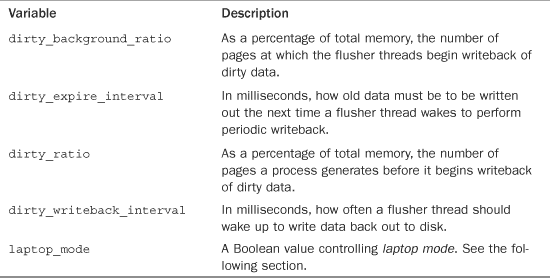 Variable Description
dirty_background_ratio As a percentage of total memory, the number of
pages at which the flusher threads begin writeback of
dirty data.
dirty_expire_interval In milliseconds, how old data must be to be written
out the next time a flusher thread wakes to perform
periodic writeback.
dirty_ratio As a percentage of total memory, the number of
pages a process generates before it begins writeback
of dirty data.
dirty_writeback_interval In milliseconds, how often a flusher thread should
wake up to write data back out to disk.
laptop_mode A Boolean value controlling laptop mode. See the fol-
lowing section.